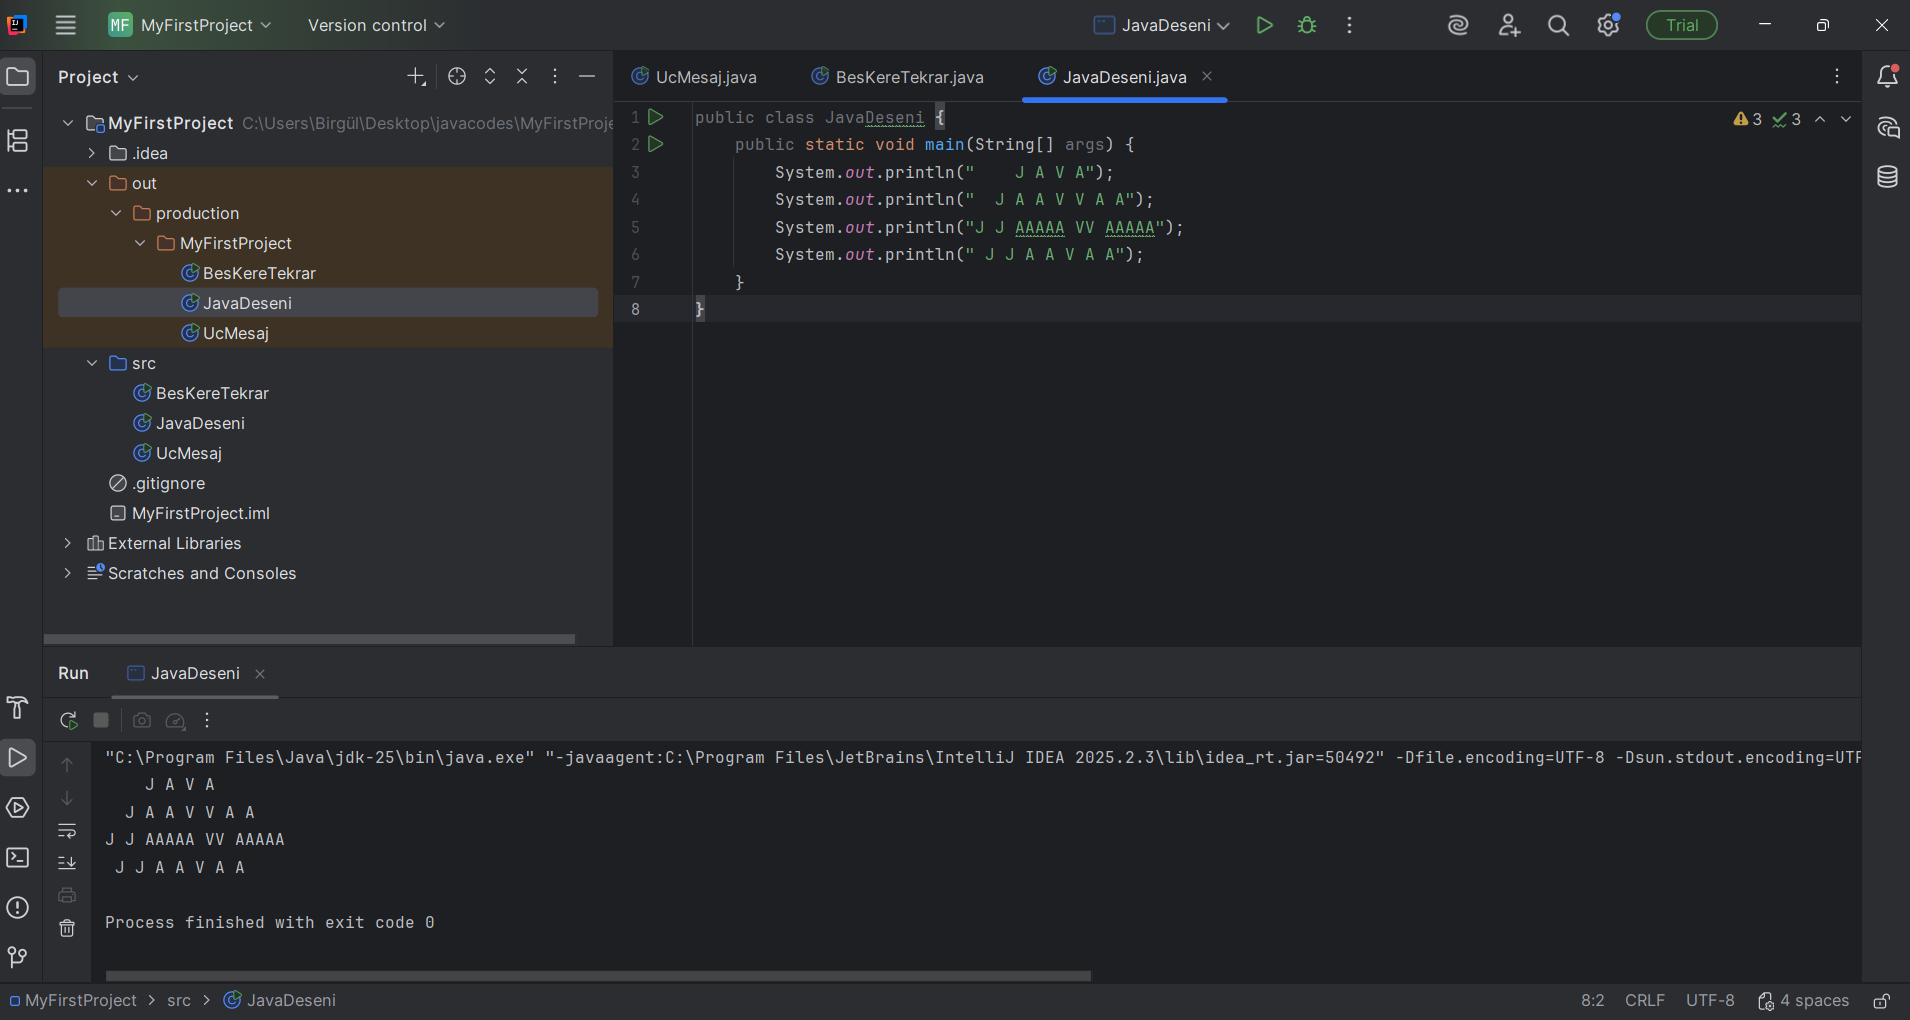 MF MyFirstProject Version control JavaDeseni Trial
Project
UcMesaj.java BesKereTekrar.java JavaDeseni.java
MyFirstProject C:\Users\Birgül\Desktop\javacodes\MyFirstProje
.idea
out
production
MyFirstProject
BesKereTekrar
JavaDeseni
UcMesaj
src
BesKereTekrar
JavaDeseni
UcMesaj
.gitignore
MyFirstProject.iml
External Libraries
Scratches and Consoles
1 public class JavaDeseni {
2     public static void main(String[] args) {
3         System.out.println("    J A V A");
4         System.out.println("  J A A V V A A");
5         System.out.println("J J AAAAA VV AAAAA");
6         System.out.println(" J J A A V A A");
7     }
8 }
3 3
Run JavaDeseni
"C:\Program Files\Java\jdk-25\bin\java.exe" "-javaagent:C:\Program Files\JetBrains\IntelliJ IDEA 2025.2.3\lib\idea_rt.jar=50492" -Dfile.encoding=UTF-8 -Dsun.stdout.encoding=UTF
    J A V A
  J A A V V A A
J J AAAAA VV AAAAA
 J J A A V A A
Process finished with exit code 0
MyFirstProject > src > JavaDeseni 8:2 CRLF UTF-8 4 spaces